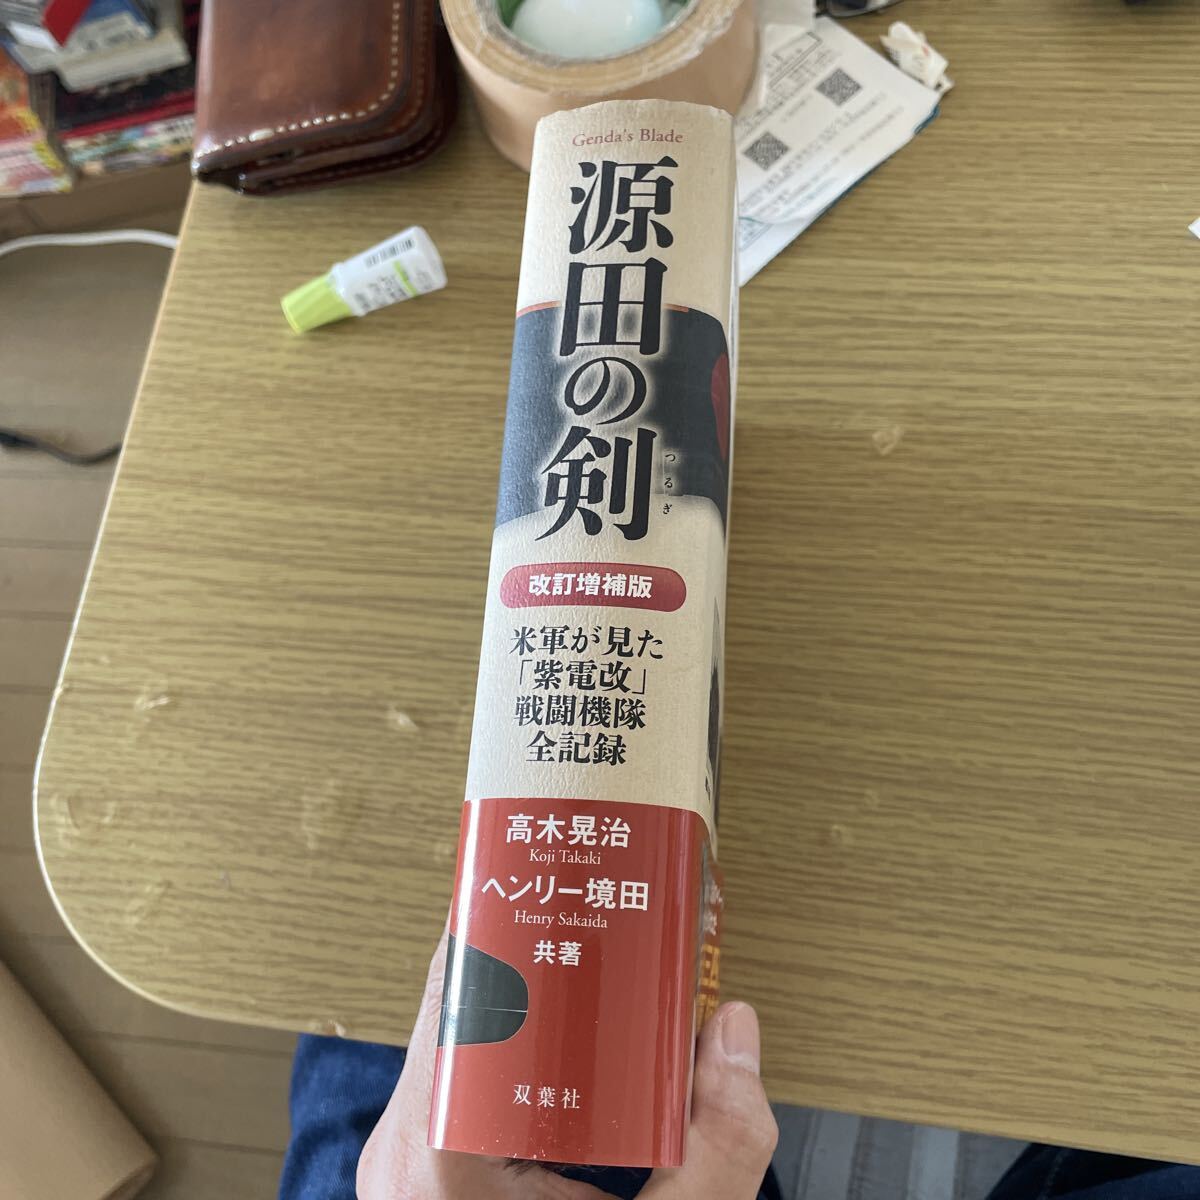 Genda's Blade
源田の剣
つるぎ
改訂増補版
米軍が見た
「紫電改」
戦闘機隊
全記録
高木晃治
Koji Takaki
ヘンリー境田
Henry Sakaida
共著
双葉社